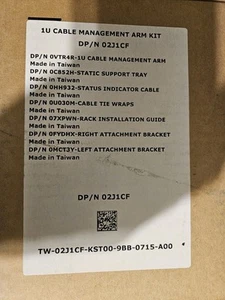 1U CABLE MANAGEMENT ARM KIT
DP/N 02J1CF
DP/N 0VTR4R-1U CABLE MANAGEMENT ARM
Made in Taiwan
DP/N 0C852H-STATIC SUPPORT TRAY
Made in Taiwan
DP/N 0HH932-STATUS INDICATOR CABLE
Made in Taiwan
DP/N 0U030M-CABLE TIE WRAPS
Made in Taiwan
DP/N 07XPWN-RACK INSTALLATION GUIDE
Made in Taiwan
DP/N 0FYDHX-RIGHT ATTACHMENT BRACKET
Made in Taiwan
DP/N 0HCT3Y-LEFT ATTACHMENT BRACKET
Made in Taiwan
DP/N 02J1CF
TW-02J1CF-KST00-9BB-0715-A00